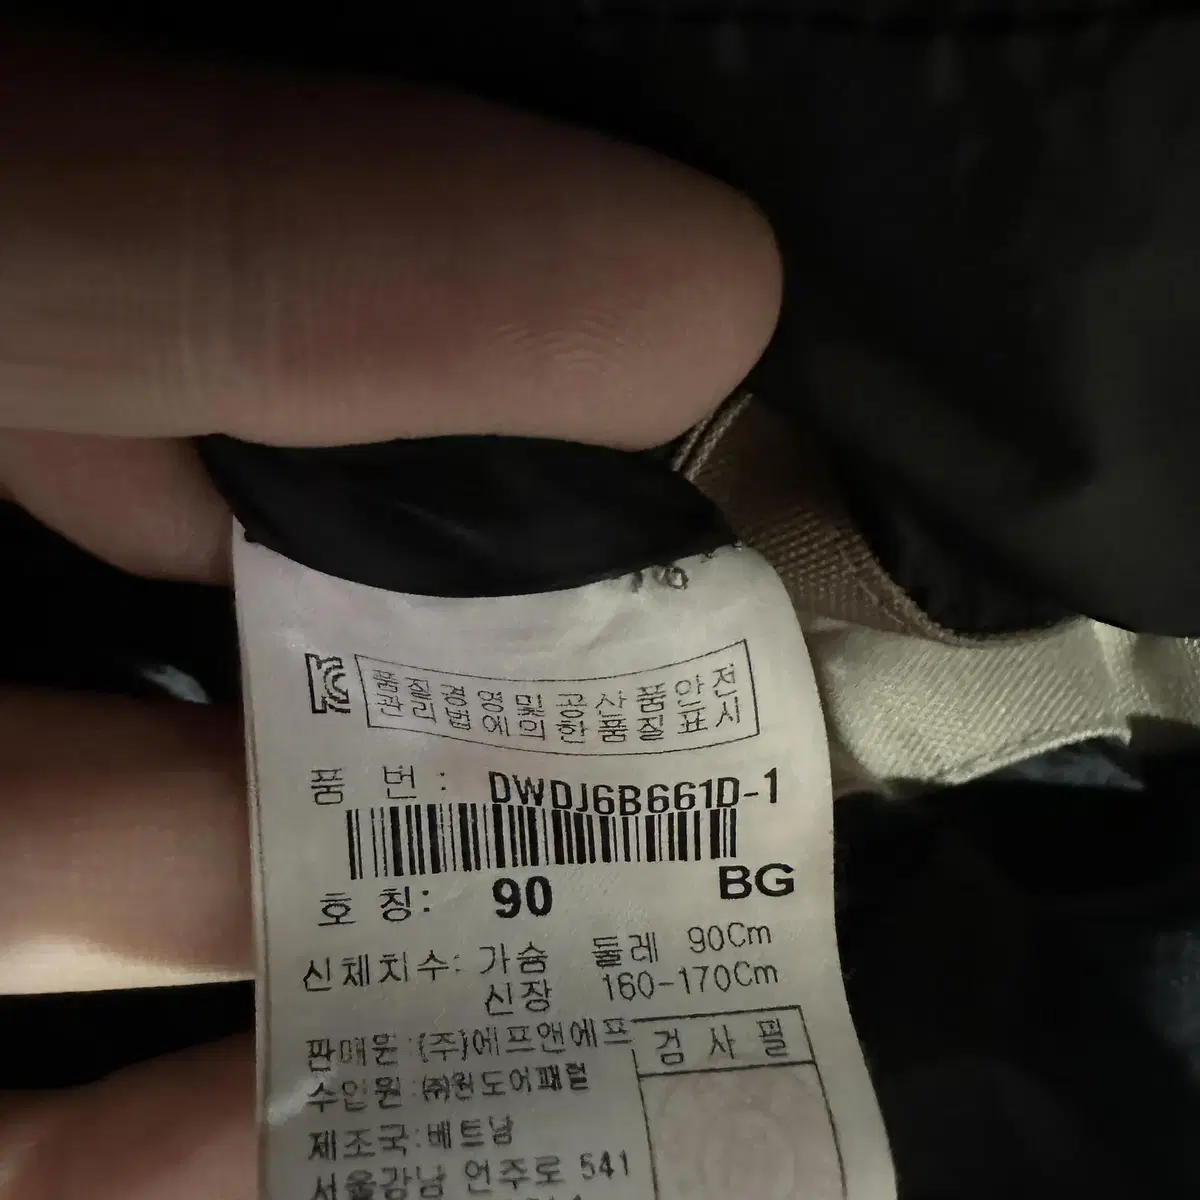 품질경영 및 공산품안전
관리법에 의한 품질표시
품 번 : DWDJ6B661D-1
호 칭: 90 BG
신체치수: 가슴 둘레 90Cm
신장 160-170Cm
판매원 :(주)에프앤에프
검 사 필
수입원 :㈜원도어패럴
제조국:베트남
서울강남 언주로 541